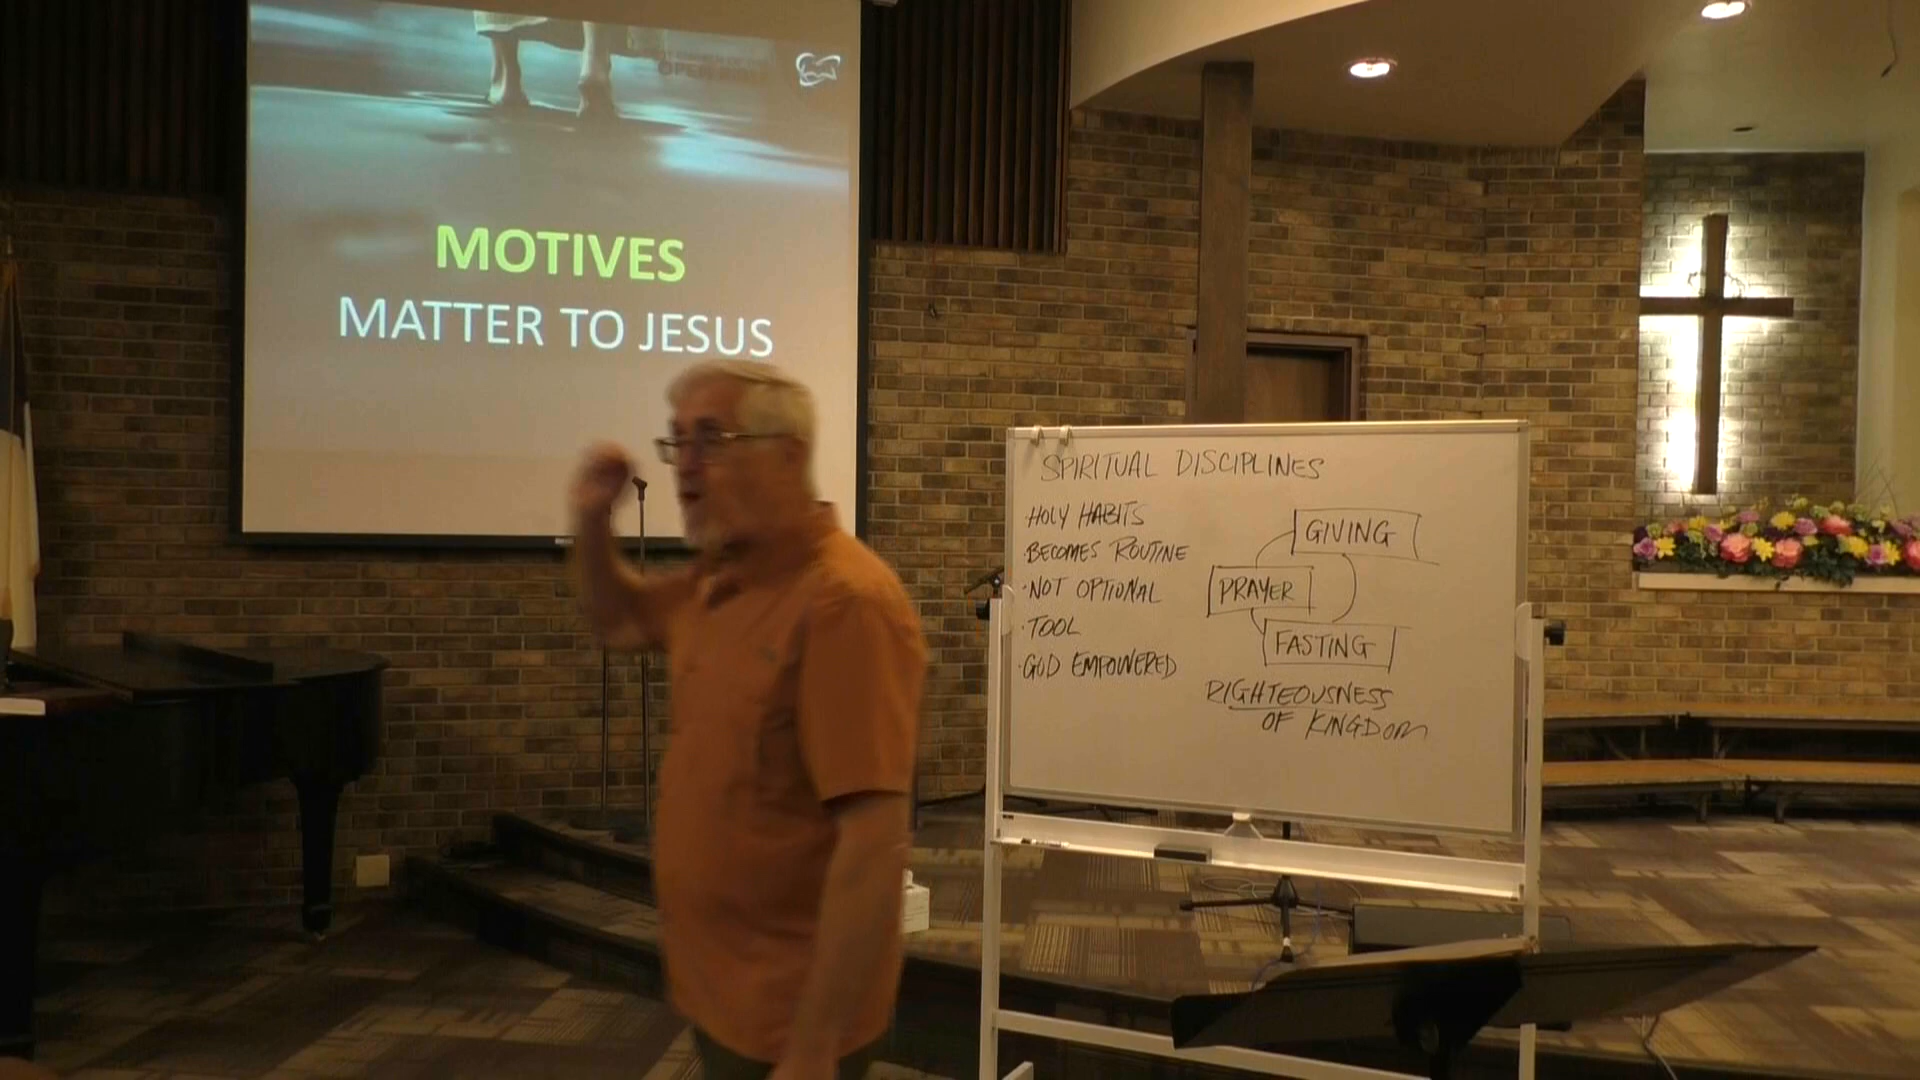 MOTIVES
MATTER TO JESUS
SPIRITUAL DISCIPLINES
HOLY HABITS
·BECOMES ROUTINE
·NOT OPTIONAL
·TOOL
·GOD EMPOWERED
GIVING
PRAYER
FASTING
RIGHTEOUSNESS
OF KINGDOM